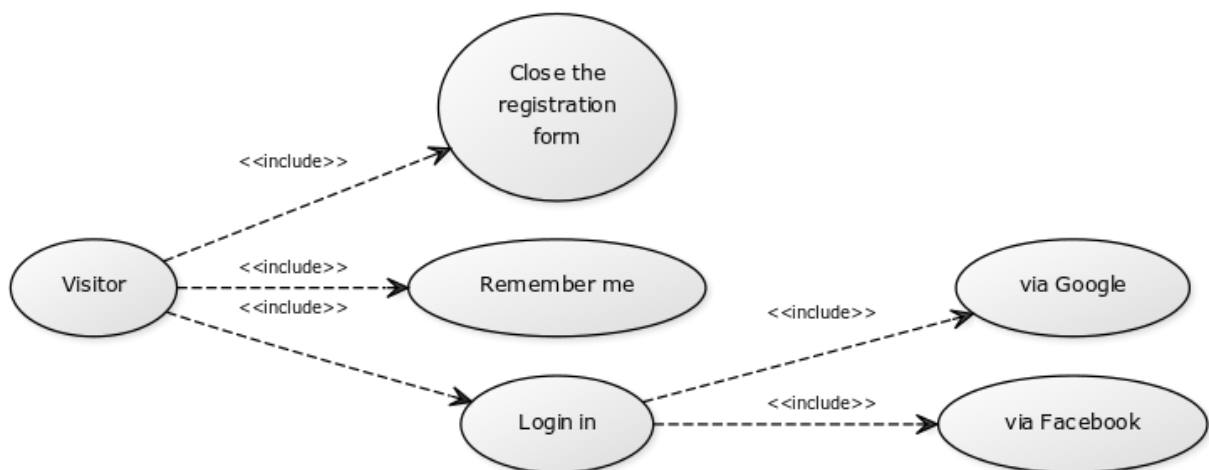 Close the
registration
form
<<include>>
Visitor
<<include>>
Remember me
<<include>>
via Google
<<include>>
Login in
<<include>>
via Facebook